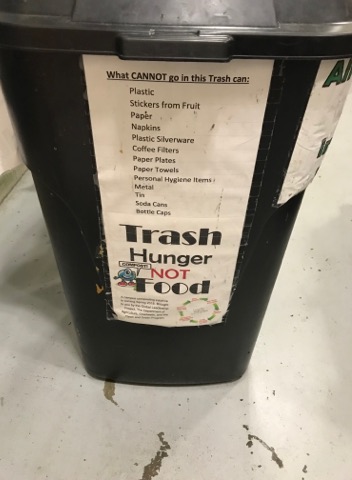 What CANNOT go in this Trash can:
Plastic
Stickers from Fruit
Paper
Napkins
Plastic Silverware
Coffee Filters
Paper Plates
Paper Towels
Personal Hygiene Items
Metal
Tin
Soda Cans
Bottle Caps
Trash
Hunger
COMPOST!
NOT
Food